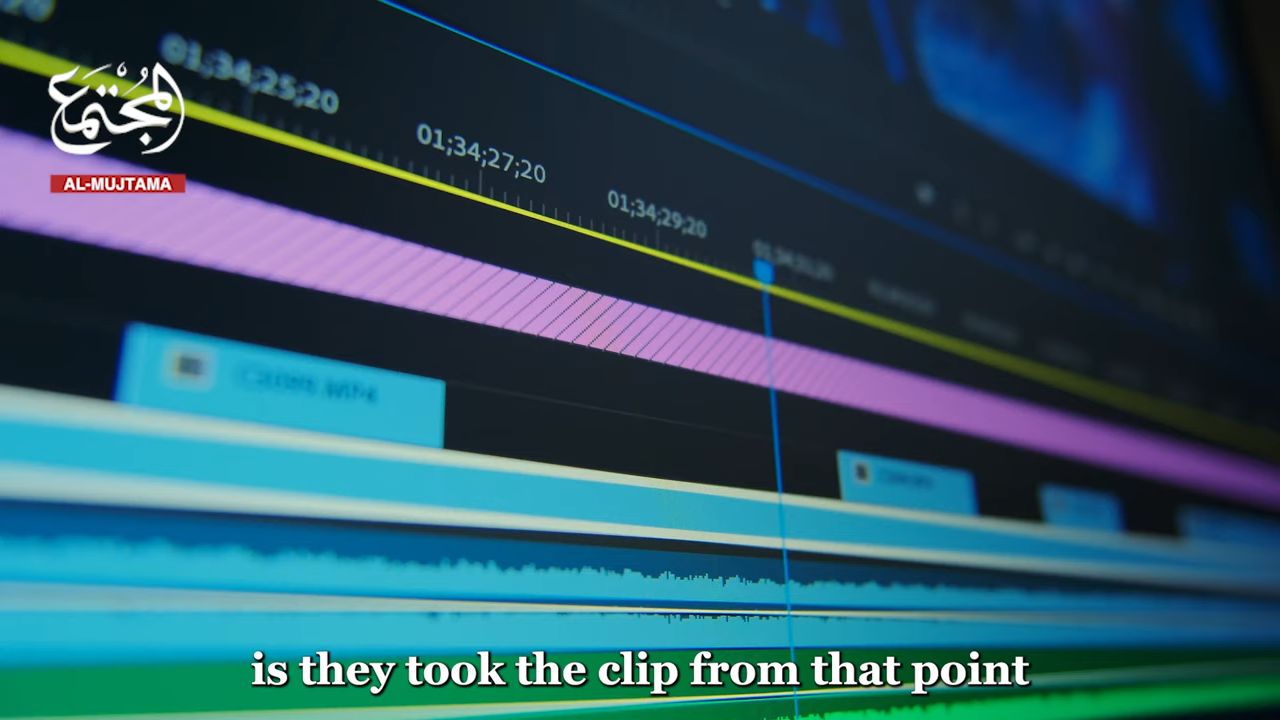 01;34;25;20
01;34;27;20
01;34;29;20
المجتمع
AL-MUJTAMA
is they took the clip from that point